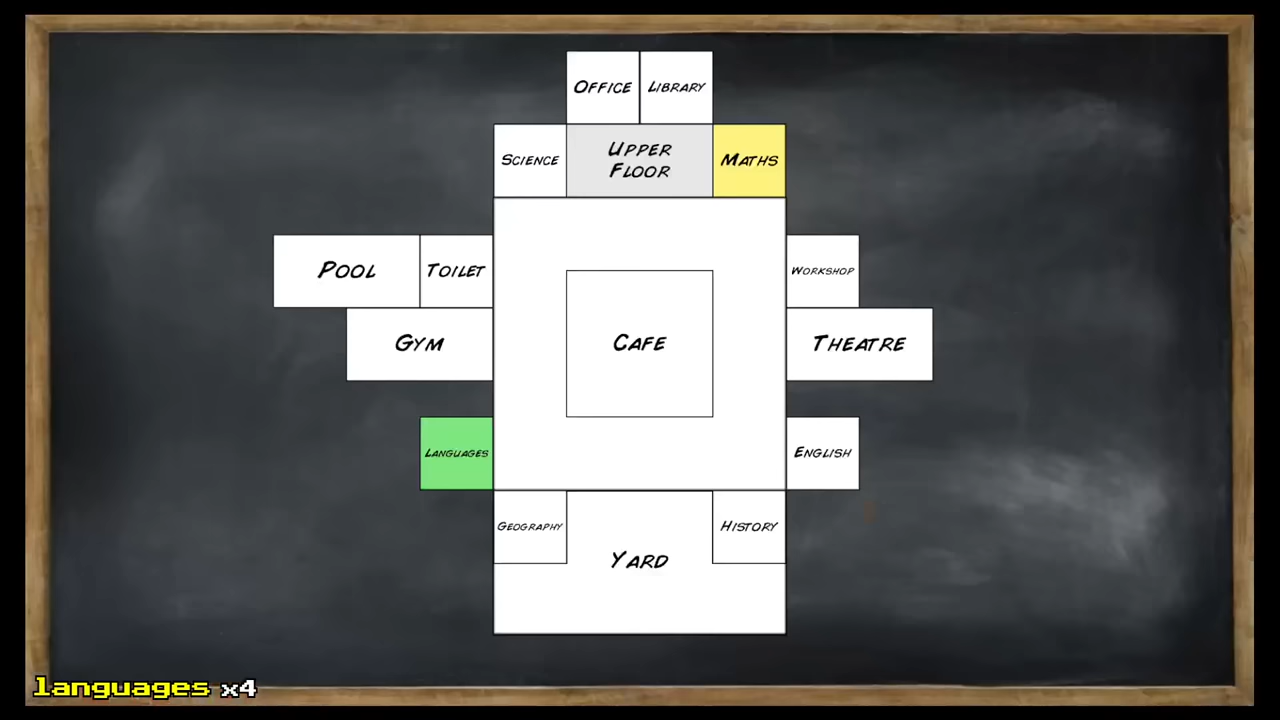 Office
Library
Science
Upper
Floor
Maths
Pool
Toilet
Workshop
Gym
Cafe
Theatre
Languages
English
Geography
History
Yard
languages x4